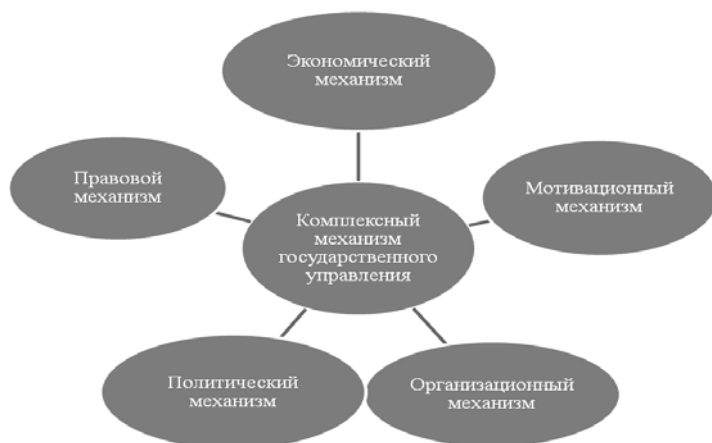 Экономический
механизм
Правовой
механизм
Мотивационный
механизм
Комплексный
механизм
государственного
управления
Политический
механизм
Организационный
механизм